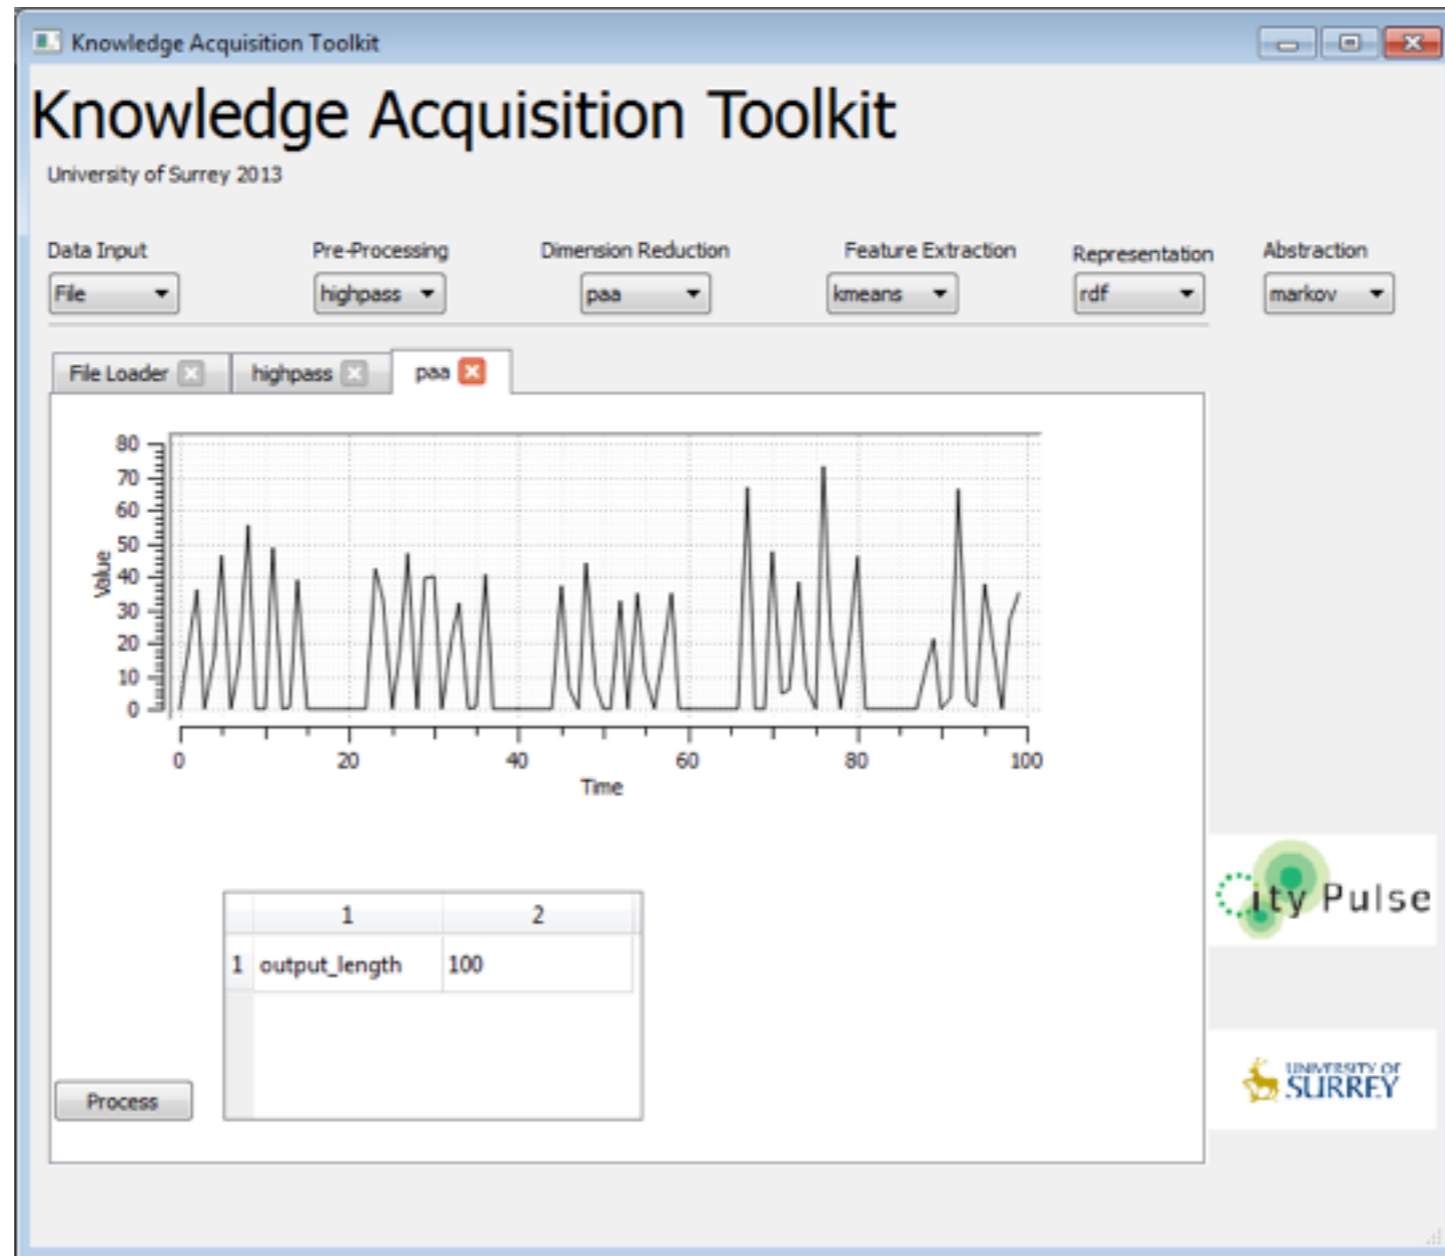 Knowledge Acquisition Toolkit
Knowledge Acquisition Toolkit
University of Surrey 2013
Data Input Pre-Processing Dimension Reduction Feature Extraction Representation Abstraction
File highpass paa kmeans rdf markov
File Loader highpass paa
80
70
60
50
40
30
20
10
0
Value
0 20 40 60 80 100
Time
City Pulse
1 2
1 output_length 100
UNIVERSITY OF
SURREY
Process